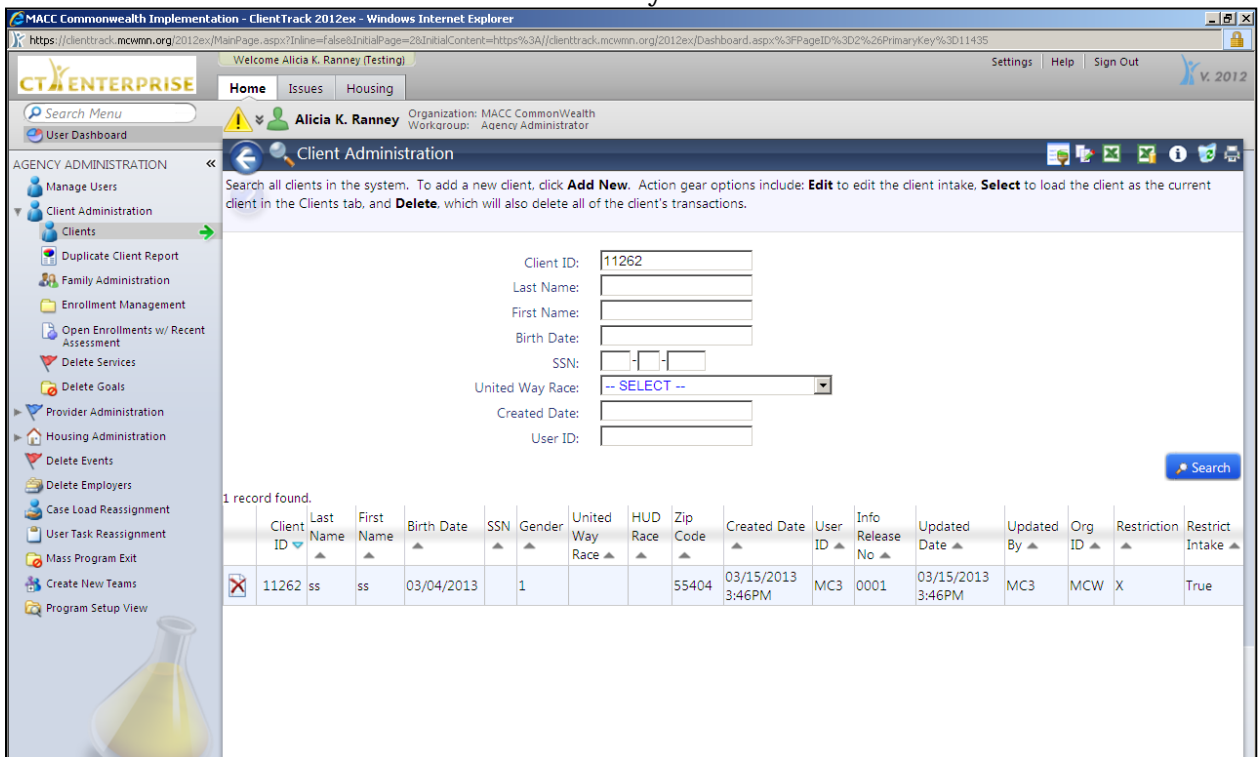 MACC Commonwealth Implementation - ClientTrack 2012ex - Windows Internet Explorer
https://clienttrack.mcwmn.org/2012ex/MainPage.aspx?Inline=false&InitialPage=2&InitialContent=https%3A//clienttrack.mcwmn.org/2012ex/Dashboard.aspx%3FPageID%3D2%26PrimaryKey%3D11435
CT ENTERPRISE
Welcome Alicia K. Ranney (Testing)
Settings Help Sign Out
V. 2012
Home Issues Housing
Search Menu
User Dashboard
Alicia K. Ranney
Organization: MACC CommonWealth
Workgroup: Agency Administrator
AGENCY ADMINISTRATION «
Manage Users
Client Administration
Clients
Duplicate Client Report
Family Administration
Enrollment Management
Open Enrollments w/ Recent
Assessment
Delete Services
Delete Goals
Provider Administration
Housing Administration
Delete Events
Delete Employers
Case Load Reassignment
User Task Reassignment
Mass Program Exit
Create New Teams
Program Setup View
Client Administration
Search all clients in the system. To add a new client, click Add New. Action gear options include: Edit to edit the client intake, Select to load the client as the current
client in the Clients tab, and Delete, which will also delete all of the client's transactions.
Client ID: 11262
Last Name:
First Name:
Birth Date:
SSN: - -
United Way Race: -- SELECT --
Created Date:
User ID:
Search
1 record found.
Client ID Last Name First Name Birth Date SSN Gender United Way Race HUD Race Zip Code Created Date User ID Info Release No Updated Date Updated By Org ID Restriction Restrict Intake
11262 ss ss 03/04/2013 1 55404 03/15/2013 3:46PM MC3 0001 03/15/2013 3:46PM MC3 MCW X True